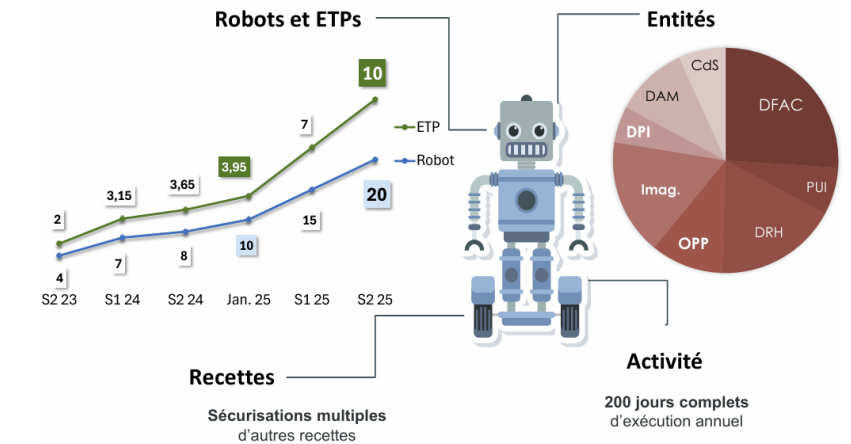 Robots et ETPs
Entités
10
7
3,95
3,65
3,15
2
ETP
Robot
20
15
10
8
7
4
S2 23
S1 24
S2 24
Jan. 25
S1 25
S2 25
CdS
DFAC
DAM
DPI
PUI
Imag.
DRH
OPP
Recettes
Sécurisations multiples
d'autres recettes
Activité
200 jours complets
d'exécution annuel